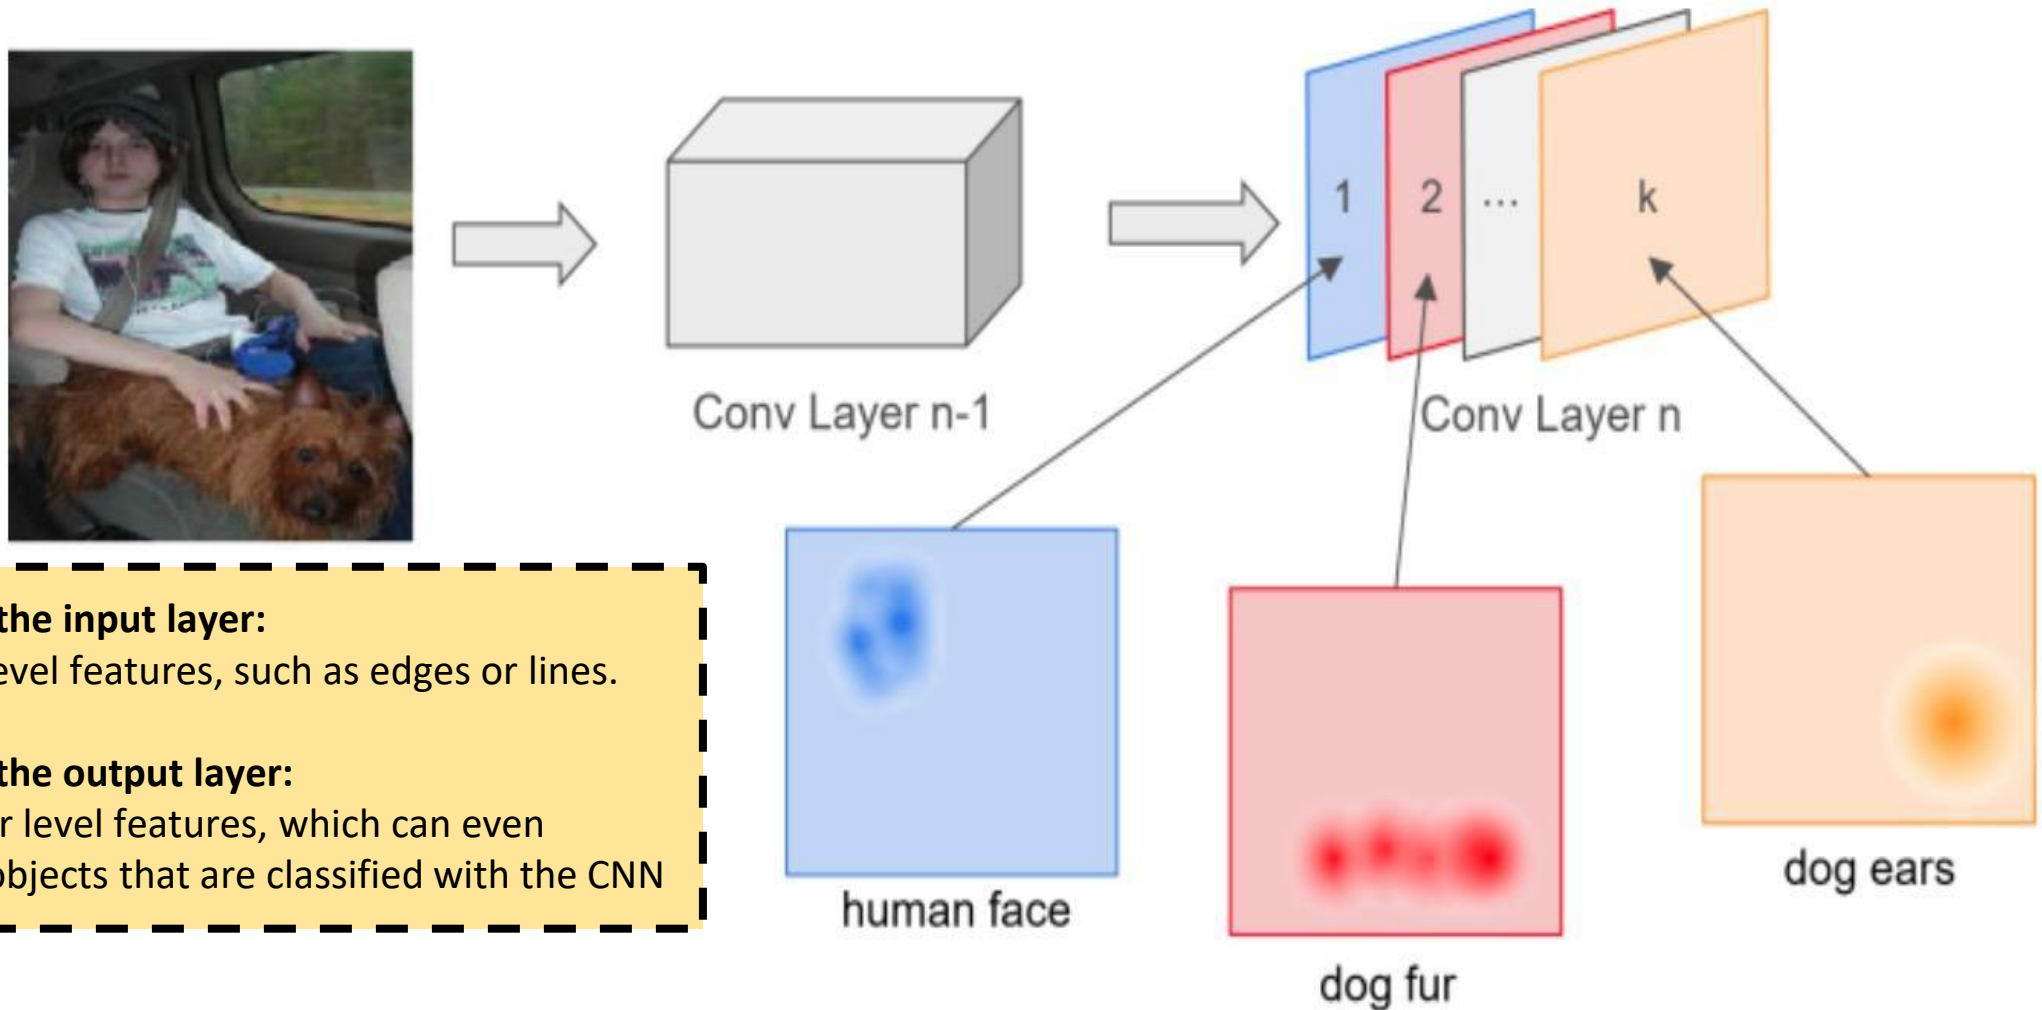 1
2
...
k
Conv Layer n-1
Conv Layer n
the input layer:
evel features, such as edges or lines.
the output layer:
r level features, which can even
objects that are classified with the CNN
human face
dog fur
dog ears